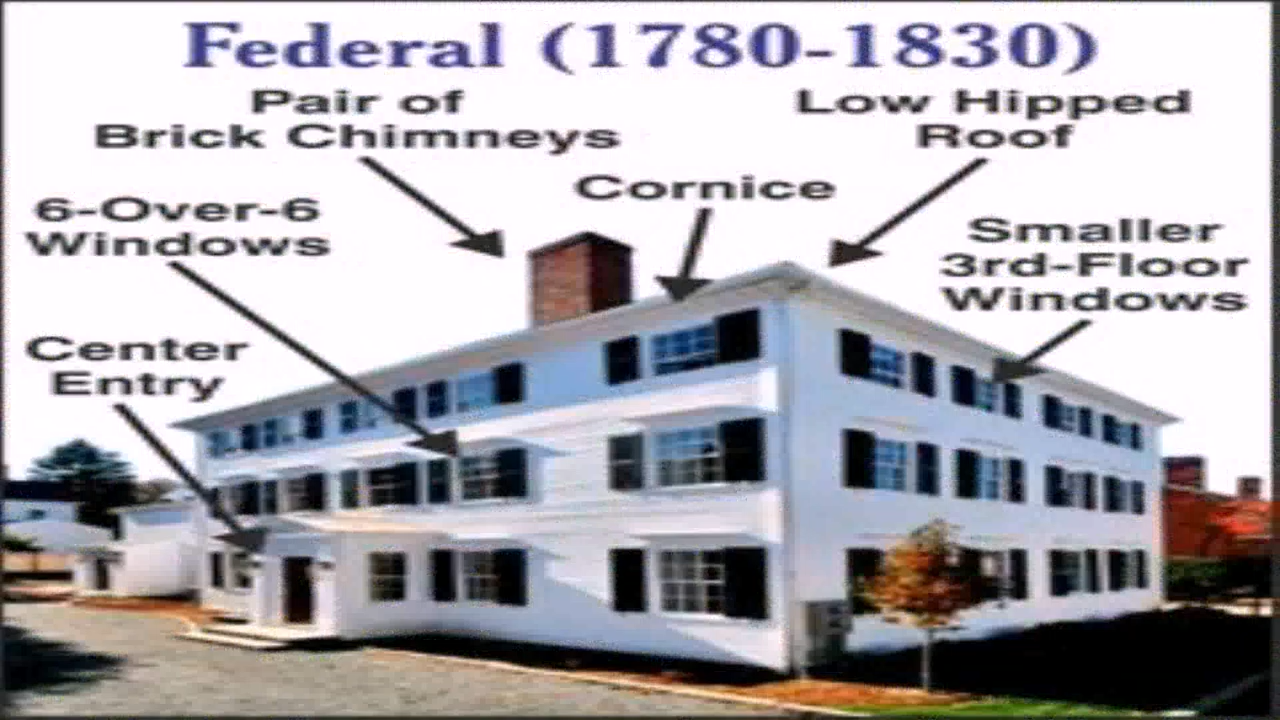 Federal (1780-1830)
Pair of
Brick Chimneys
Low Hipped
Roof
Cornice
6-Over-6
Windows
Smaller
3rd-Floor
Windows
Center
Entry